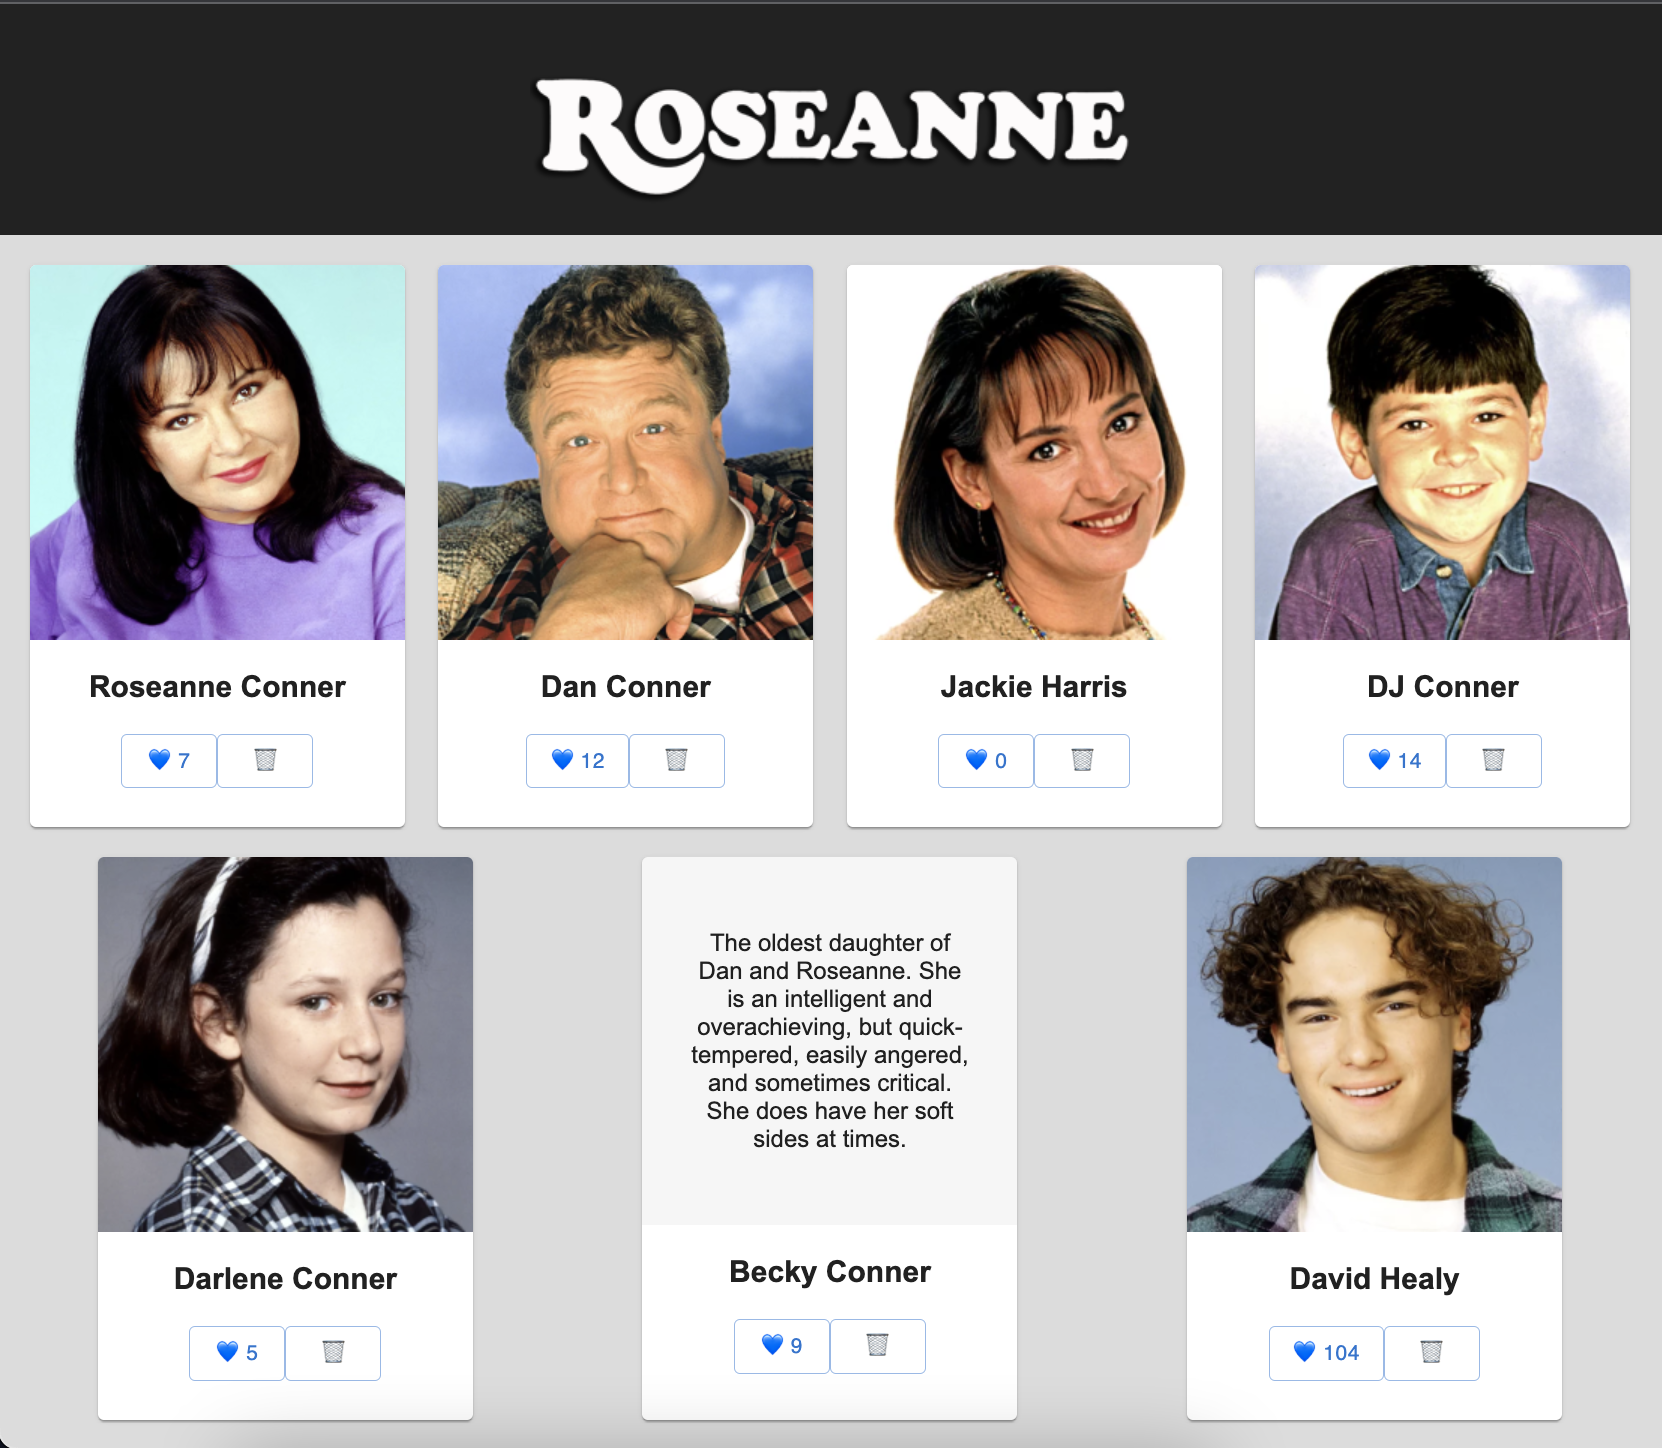 ROSEANNE
Roseanne Conner
💙 7
Dan Conner
💙 12
Jackie Harris
💙 0
DJ Conner
💙 14
Darlene Conner
💙 5
The oldest daughter of
Dan and Roseanne. She
is an intelligent and
overachieving, but quick-
tempered, easily angered,
and sometimes critical.
She does have her soft
sides at times.
Becky Conner
💙 9
David Healy
💙 104